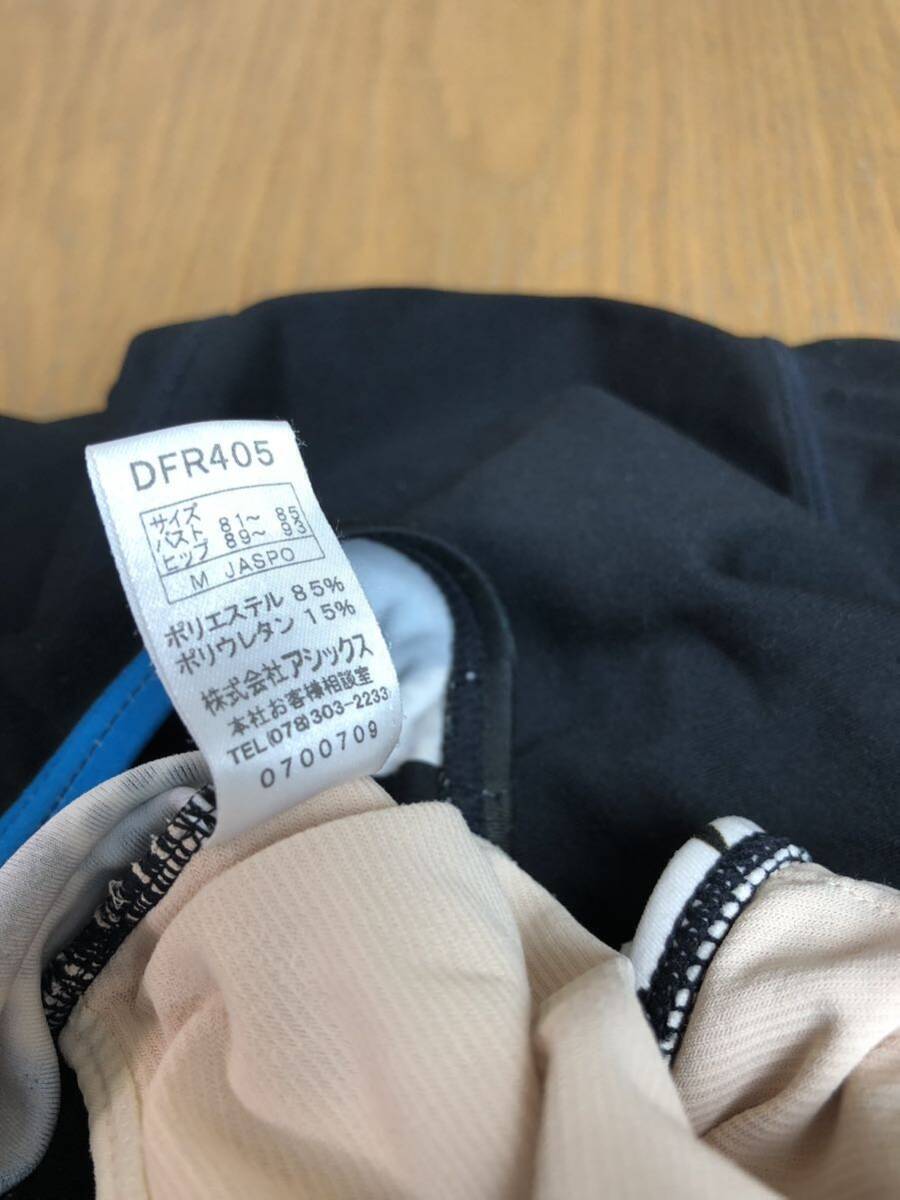 DFR405
サイズ
バスト 81~ 85
ヒップ 89~ 93
M JASPO
ポリエステル 85%
ポリウレタン 15%
株式会社アシックス
本社お客様相談室
TEL(078)303-2233
0700709